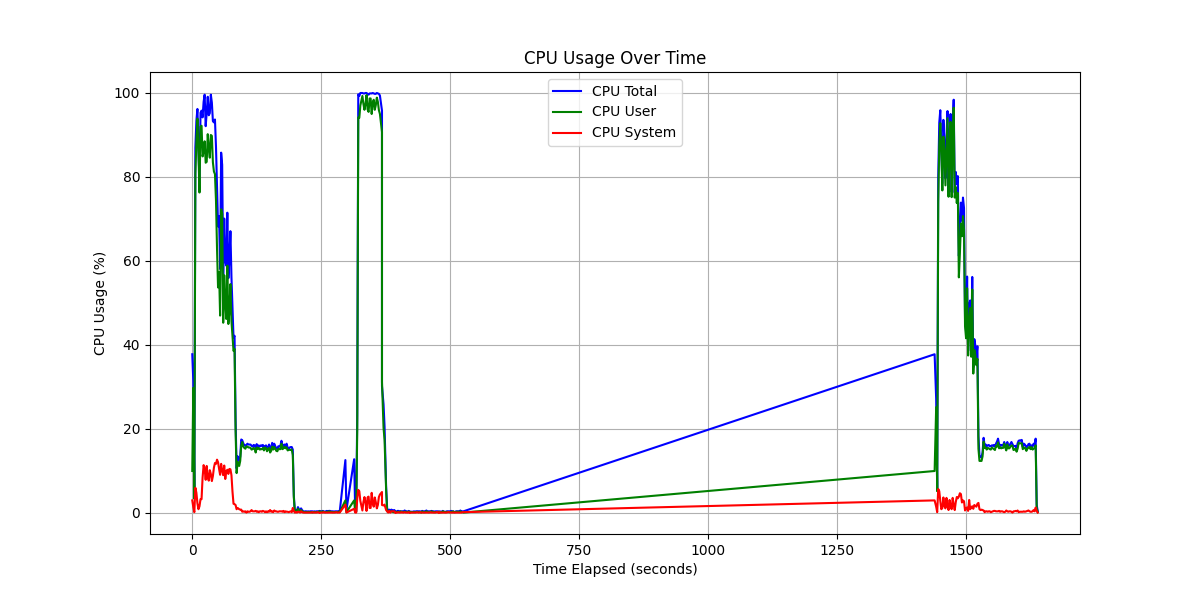 CPU Usage Over Time
CPU Total
CPU User
CPU System
CPU Usage (%)
100
80
60
40
20
0
0 250 500 750 1000 1250 1500
Time Elapsed (seconds)